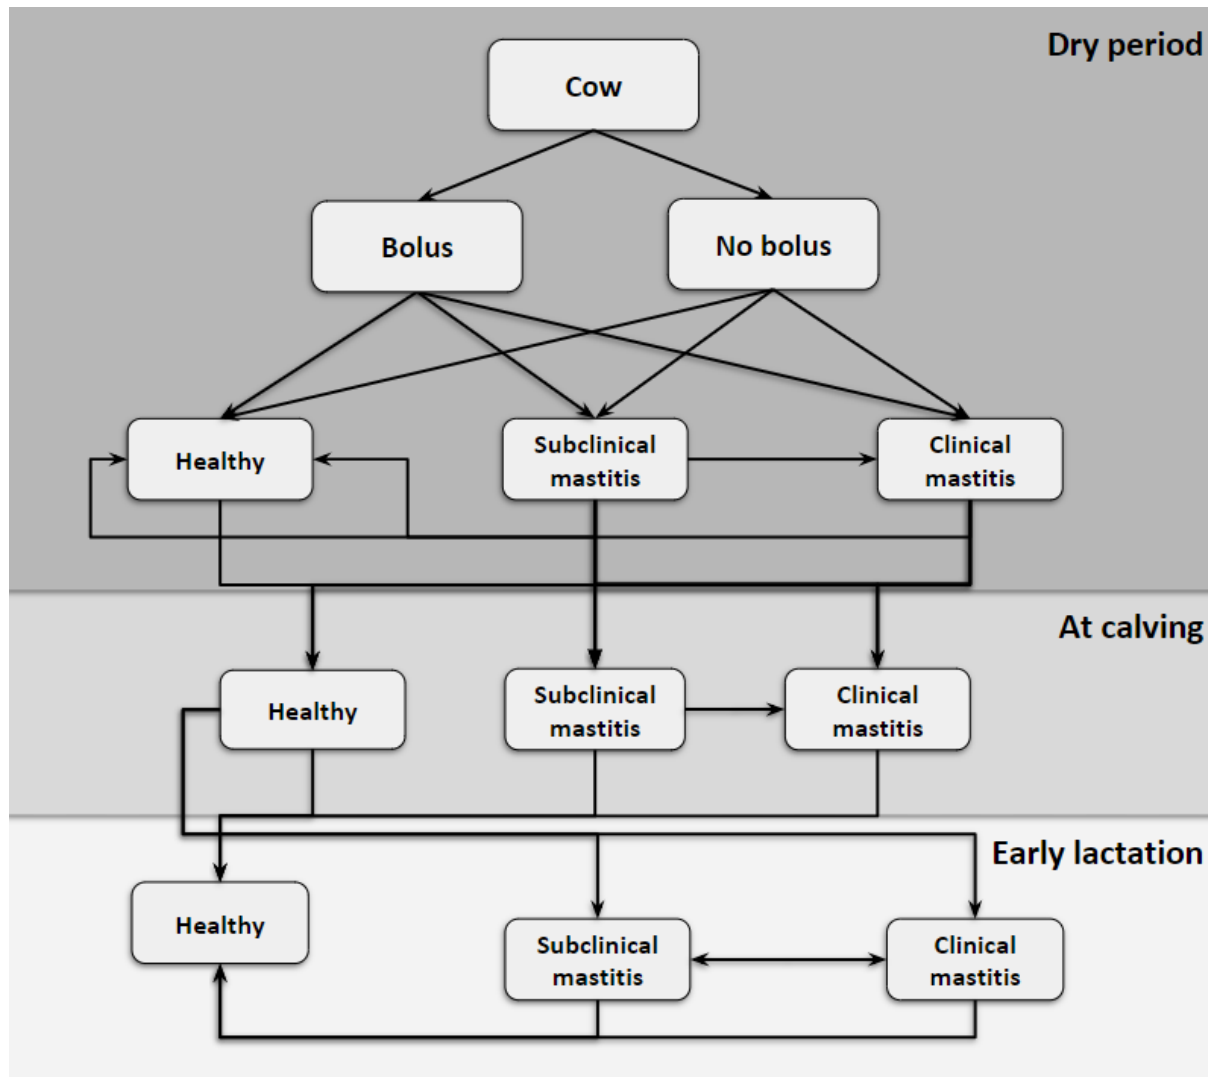 Dry period
Cow
Bolus
No bolus
Healthy
Subclinical
mastitis
Clinical
mastitis
At calving
Healthy
Subclinical
mastitis
Clinical
mastitis
Early lactation
Healthy
Subclinical
mastitis
Clinical
mastitis